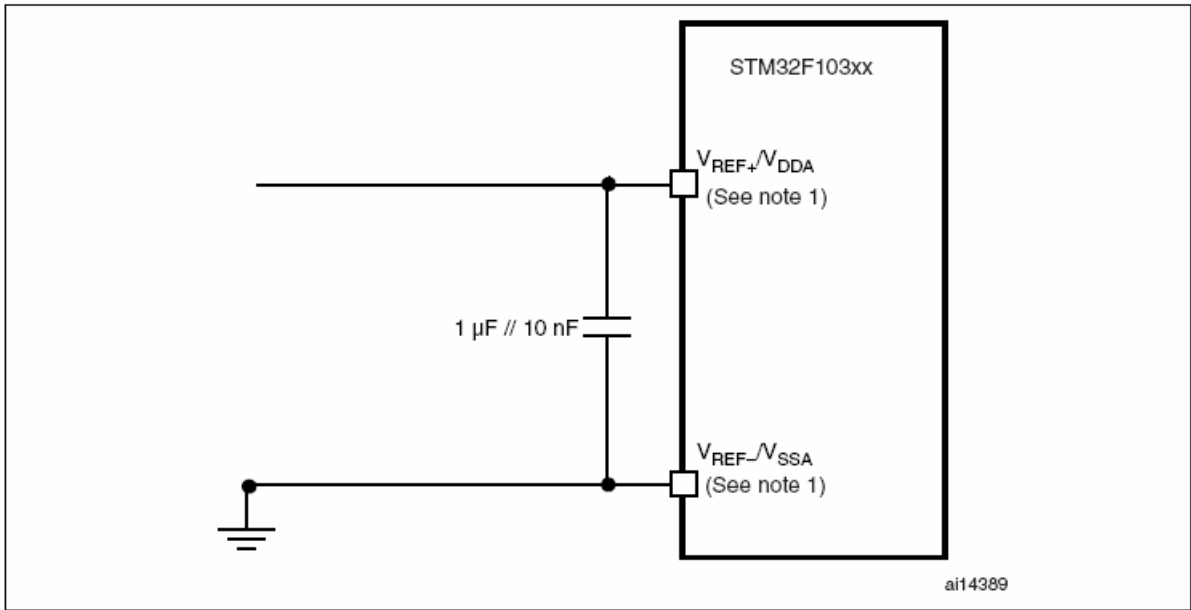 STM32F103xx
VREF+/VDDA
(See note 1)
1 µF // 10 nF
VREF–/VSSA
(See note 1)
ai14389